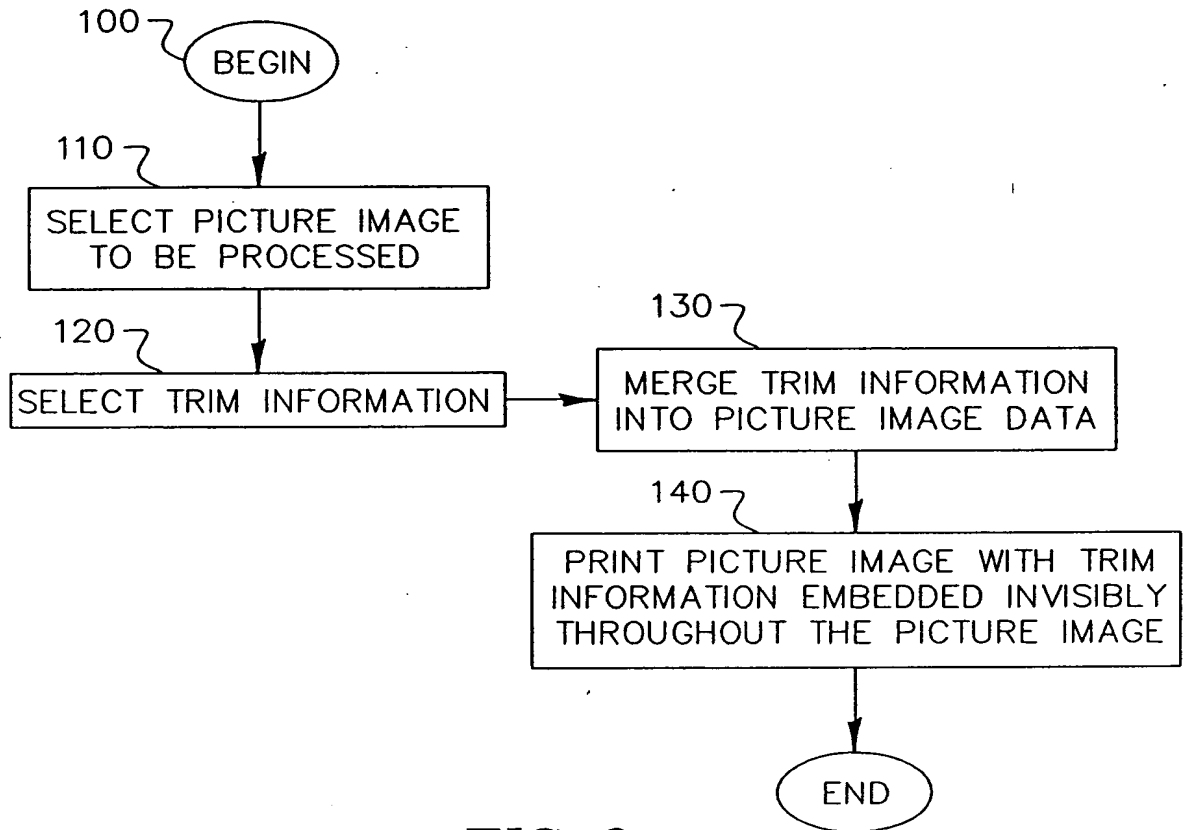 100
BEGIN
110
SELECT PICTURE IMAGE
TO BE PROCESSED
120
SELECT TRIM INFORMATION
130
MERGE TRIM INFORMATION
INTO PICTURE IMAGE DATA
140
PRINT PICTURE IMAGE WITH TRIM
INFORMATION EMBEDDED INVISIBLY
THROUGHOUT THE PICTURE IMAGE
END